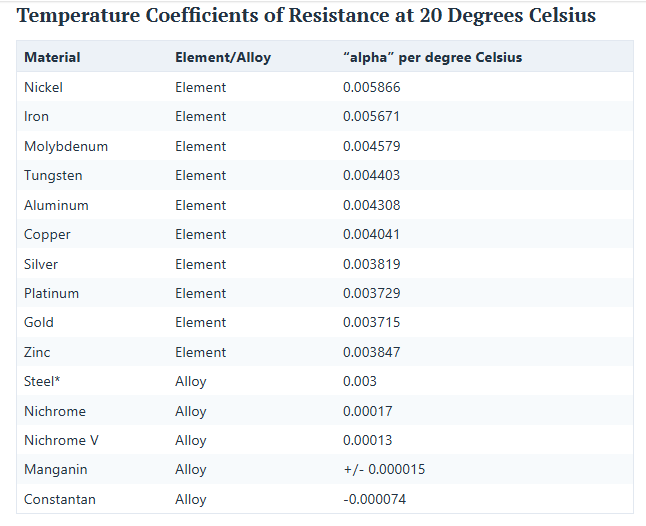 Temperature Coefficients of Resistance at 20 Degrees Celsius
Material Element/Alloy “alpha” per degree Celsius
Nickel Element 0.005866
Iron Element 0.005671
Molybdenum Element 0.004579
Tungsten Element 0.004403
Aluminum Element 0.004308
Copper Element 0.004041
Silver Element 0.003819
Platinum Element 0.003729
Gold Element 0.003715
Zinc Element 0.003847
Steel* Alloy 0.003
Nichrome Alloy 0.00017
Nichrome V Alloy 0.00013
Manganin Alloy +/- 0.000015
Constantan Alloy -0.000074